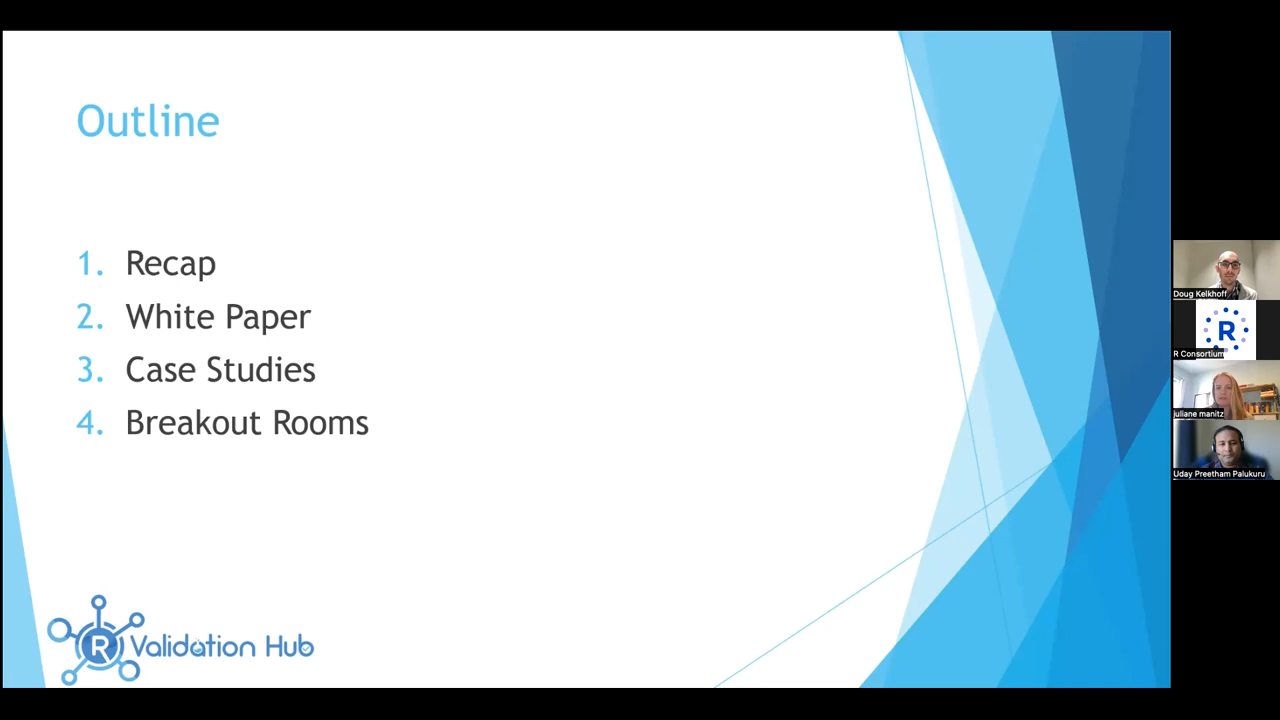 Outline
1. Recap
2. White Paper
3. Case Studies
4. Breakout Rooms
R Validation Hub
Doug Kelkhoff
R
R Consortium
juliane manitz
Uday Preetham Palukuru